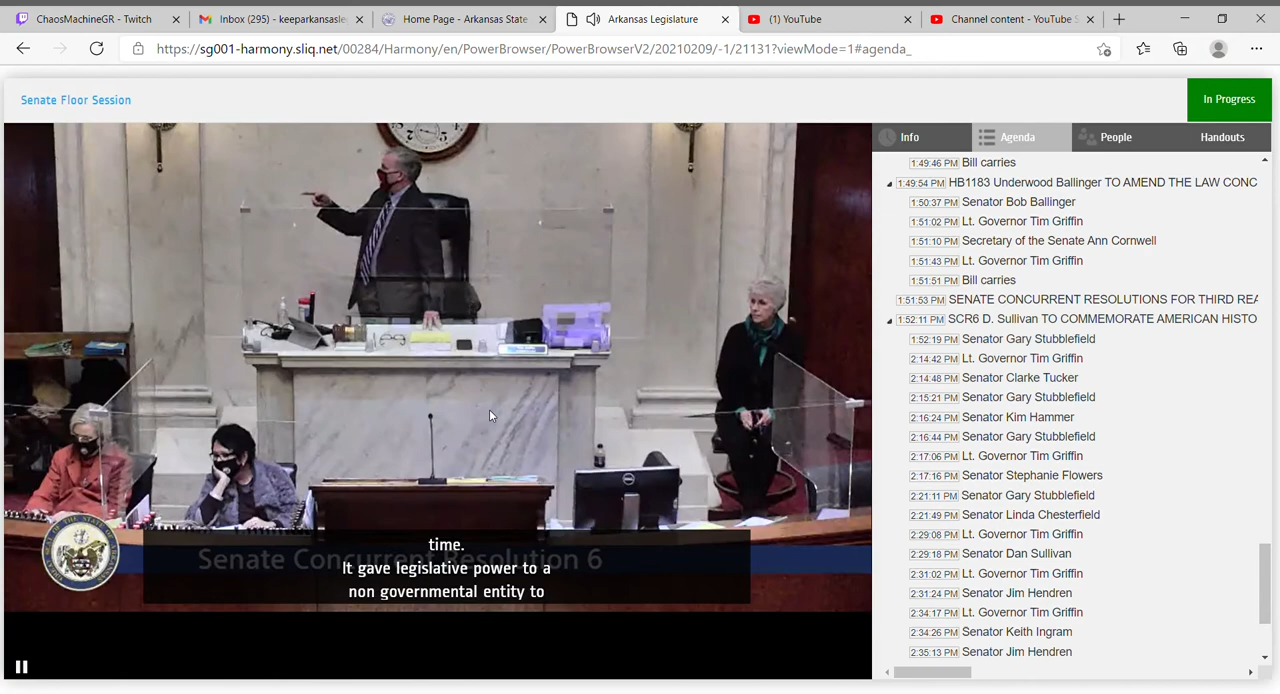 ChaosMachineGR - Twitch
Inbox (295) - keeparkansasle
Home Page - Arkansas State
Arkansas Legislature
(1) YouTube
Channel content - YouTube S
https://sg001-harmony.sliq.net/00284/Harmony/en/PowerBrowser/PowerBrowserV2/20210209/-1/21131?viewMode=1#agenda_
Senate Floor Session
In Progress
Info
Agenda
People
Handouts
1:49:46 PM Bill carries
1:49:54 PM HB1183 Underwood Ballinger TO AMEND THE LAW CONC
1:50:37 PM Senator Bob Ballinger
1:51:02 PM Lt. Governor Tim Griffin
1:51:10 PM Secretary of the Senate Ann Cornwell
1:51:43 PM Lt. Governor Tim Griffin
1:51:51 PM Bill carries
1:51:53 PM SENATE CONCURRENT RESOLUTIONS FOR THIRD REA
1:52:11 PM SCR6 D. Sullivan TO COMMEMORATE AMERICAN HISTO
1:52:19 PM Senator Gary Stubblefield
2:14:42 PM Lt. Governor Tim Griffin
2:14:48 PM Senator Clarke Tucker
2:15:21 PM Senator Gary Stubblefield
2:16:24 PM Senator Kim Hammer
2:16:44 PM Senator Gary Stubblefield
2:17:06 PM Lt. Governor Tim Griffin
2:17:16 PM Senator Stephanie Flowers
2:21:11 PM Senator Gary Stubblefield
2:21:49 PM Senator Linda Chesterfield
2:29:08 PM Lt. Governor Tim Griffin
2:29:18 PM Senator Dan Sullivan
2:31:02 PM Lt. Governor Tim Griffin
2:31:24 PM Senator Jim Hendren
2:34:17 PM Lt. Governor Tim Griffin
2:34:26 PM Senator Keith Ingram
2:35:13 PM Senator Jim Hendren
time.
Senate Concurrent Resolution 6
It gave legislative power to a
non governmental entity to